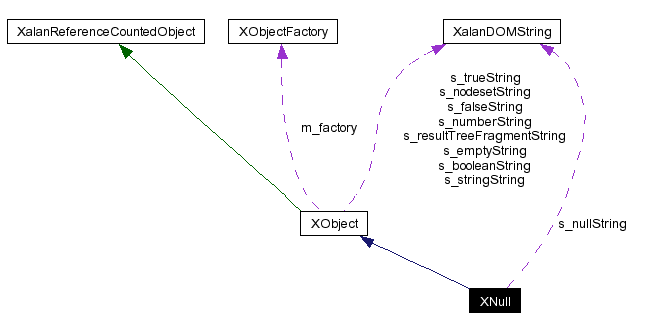 XalanReferenceCountedObject
XObjectFactory
XalanDOMString
s_trueString
s_nodesetString
s_falseString
s_numberString
s_resultTreeFragmentString
s_emptyString
s_booleanString
s_stringString
m_factory
XObject
s_nullString
XNull